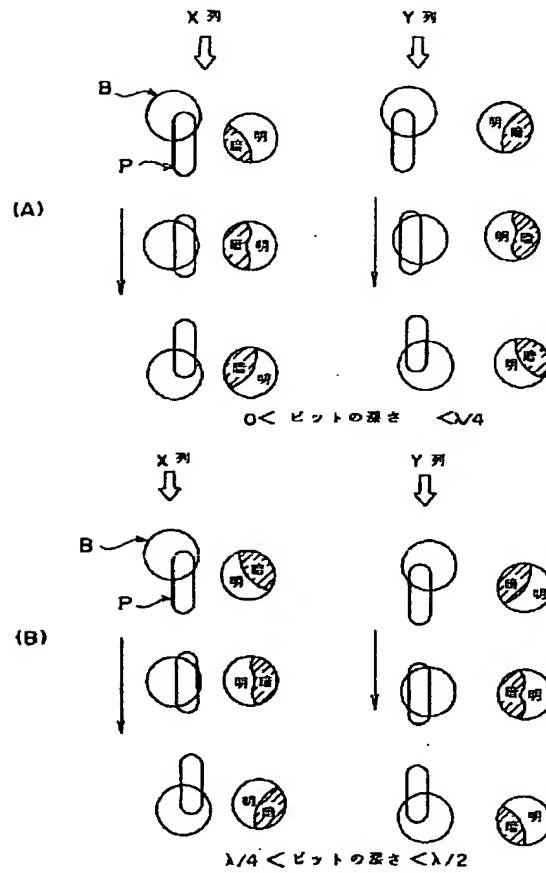 X 列 Y 列
B
明 暗 明 暗
P
(A)
暗 明 明 暗
暗 明 明 暗
0< ピットの深さ <λ/4
X 列 Y 列
B
明 暗 暗 明
P
(B)
明 暗 暗 明
明 暗 暗 明
λ/4 < ピットの深さ < λ/2